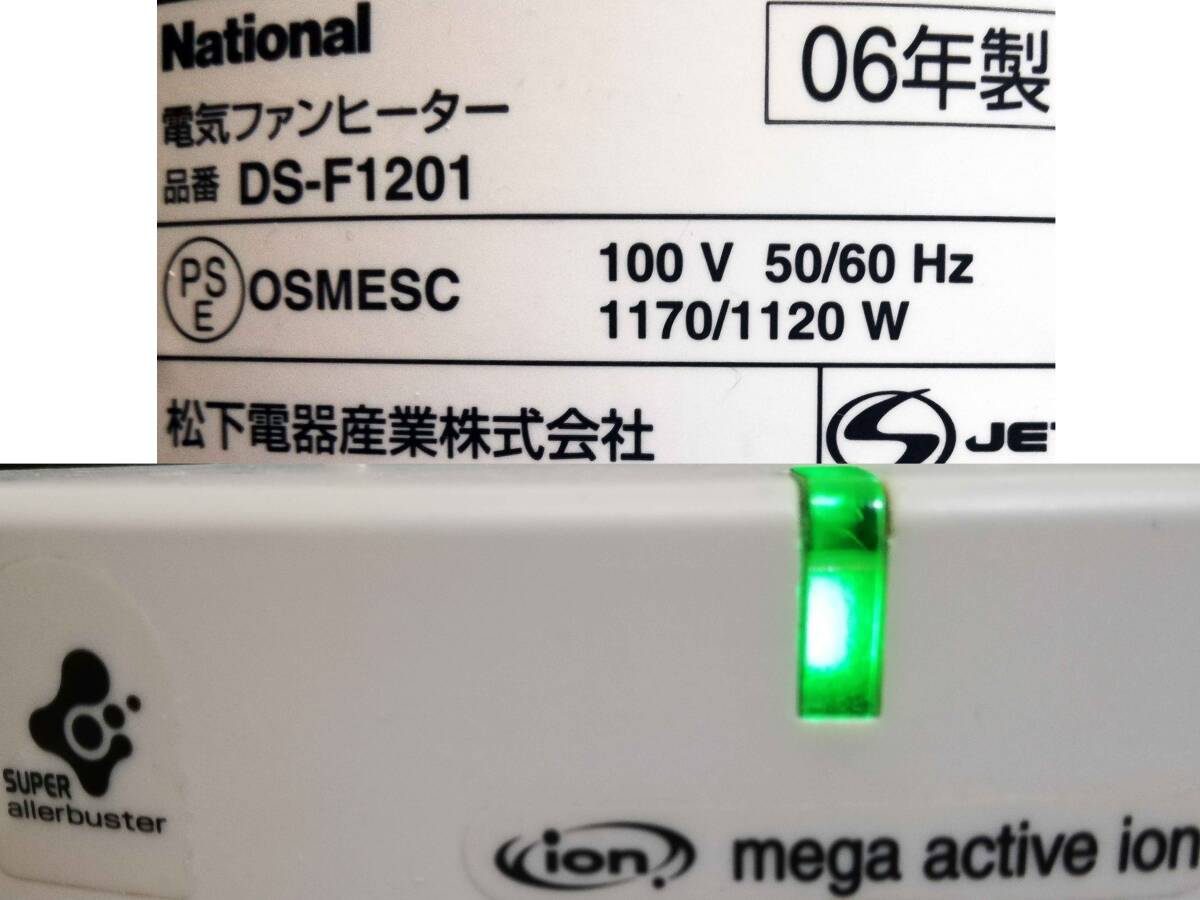 National
06年製
電気ファンヒーター
品番 DS-F1201
PS
E
OSMESC
100 V 50/60 Hz
1170/1120 W
松下電器産業株式会社
JET
SUPER
allerbuster
ion
mega active ion